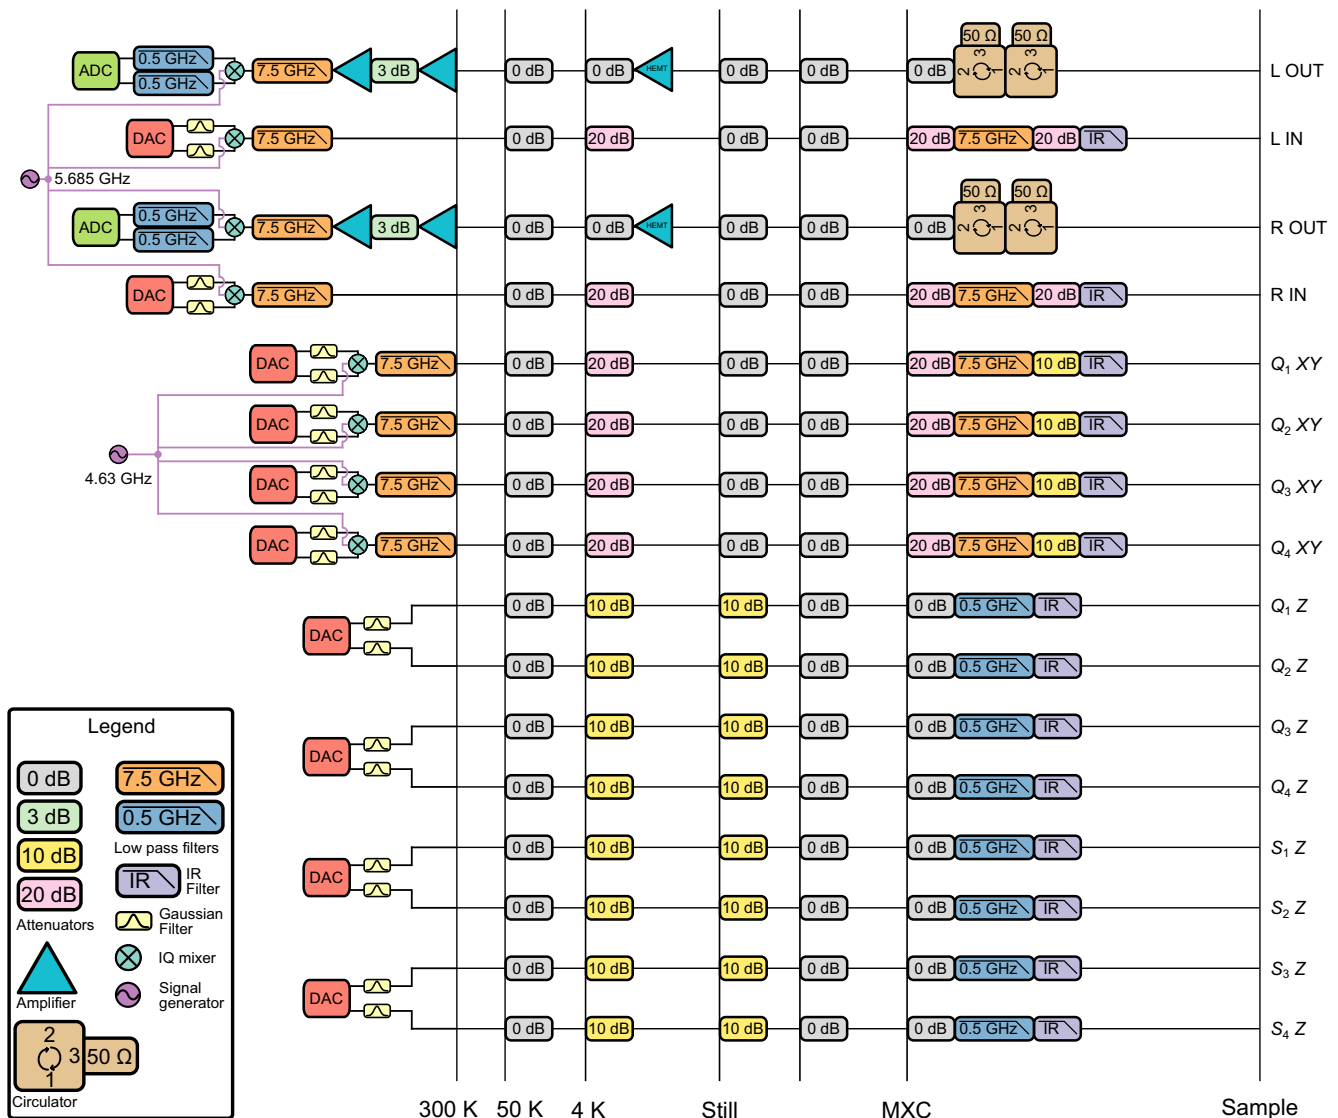 50 Ω 50 Ω
ADC 0.5 GHz 0.5 GHz 7.5 GHz 3 dB 0 dB 0 dB HEMT 0 dB 0 dB 0 dB 2 3 1 2 3 1 L OUT
DAC 7.5 GHz 0 dB 20 dB 0 dB 0 dB 20 dB 7.5 GHz 20 dB IR L IN
5.685 GHz
50 Ω 50 Ω
ADC 0.5 GHz 0.5 GHz 7.5 GHz 3 dB 0 dB 0 dB HEMT 0 dB 0 dB 0 dB 2 3 1 2 3 1 R OUT
DAC 7.5 GHz 0 dB 20 dB 0 dB 0 dB 20 dB 7.5 GHz 20 dB IR R IN
DAC 7.5 GHz 0 dB 20 dB 0 dB 0 dB 20 dB 7.5 GHz 10 dB IR Q1 XY
DAC 7.5 GHz 0 dB 20 dB 0 dB 0 dB 20 dB 7.5 GHz 10 dB IR Q2 XY
4.63 GHz
DAC 7.5 GHz 0 dB 20 dB 0 dB 0 dB 20 dB 7.5 GHz 10 dB IR Q3 XY
DAC 7.5 GHz 0 dB 20 dB 0 dB 0 dB 20 dB 7.5 GHz 10 dB IR Q4 XY
0 dB 10 dB 10 dB 0 dB 0 dB 0.5 GHz IR Q1 Z
DAC
0 dB 10 dB 10 dB 0 dB 0 dB 0.5 GHz IR Q2 Z
0 dB 10 dB 10 dB 0 dB 0 dB 0.5 GHz IR Q3 Z
DAC
0 dB 10 dB 10 dB 0 dB 0 dB 0.5 GHz IR Q4 Z
0 dB 10 dB 10 dB 0 dB 0 dB 0.5 GHz IR S1 Z
DAC
0 dB 10 dB 10 dB 0 dB 0 dB 0.5 GHz IR S2 Z
0 dB 10 dB 10 dB 0 dB 0 dB 0.5 GHz IR S3 Z
DAC
0 dB 10 dB 10 dB 0 dB 0 dB 0.5 GHz IR S4 Z
Legend
0 dB
3 dB
10 dB
20 dB
Attenuators
Amplifier
2
3 50 Ω
1
Circulator
7.5 GHz
0.5 GHz
Low pass filters
IR IR
Filter
Gaussian
Filter
IQ mixer
Signal
generator
300 K 50 K 4 K Still MXC Sample